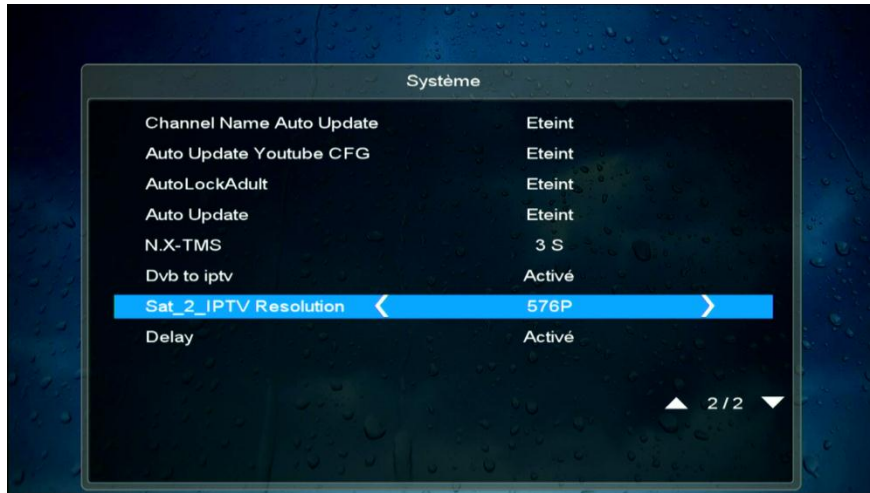 Système
Channel Name Auto Update Eteint
Auto Update Youtube CFG Eteint
AutoLockAdult Eteint
Auto Update Eteint
N.X-TMS 3 S
Dvb to iptv Activé
Sat_2_IPTV Resolution 576P
Delay Activé
2/2